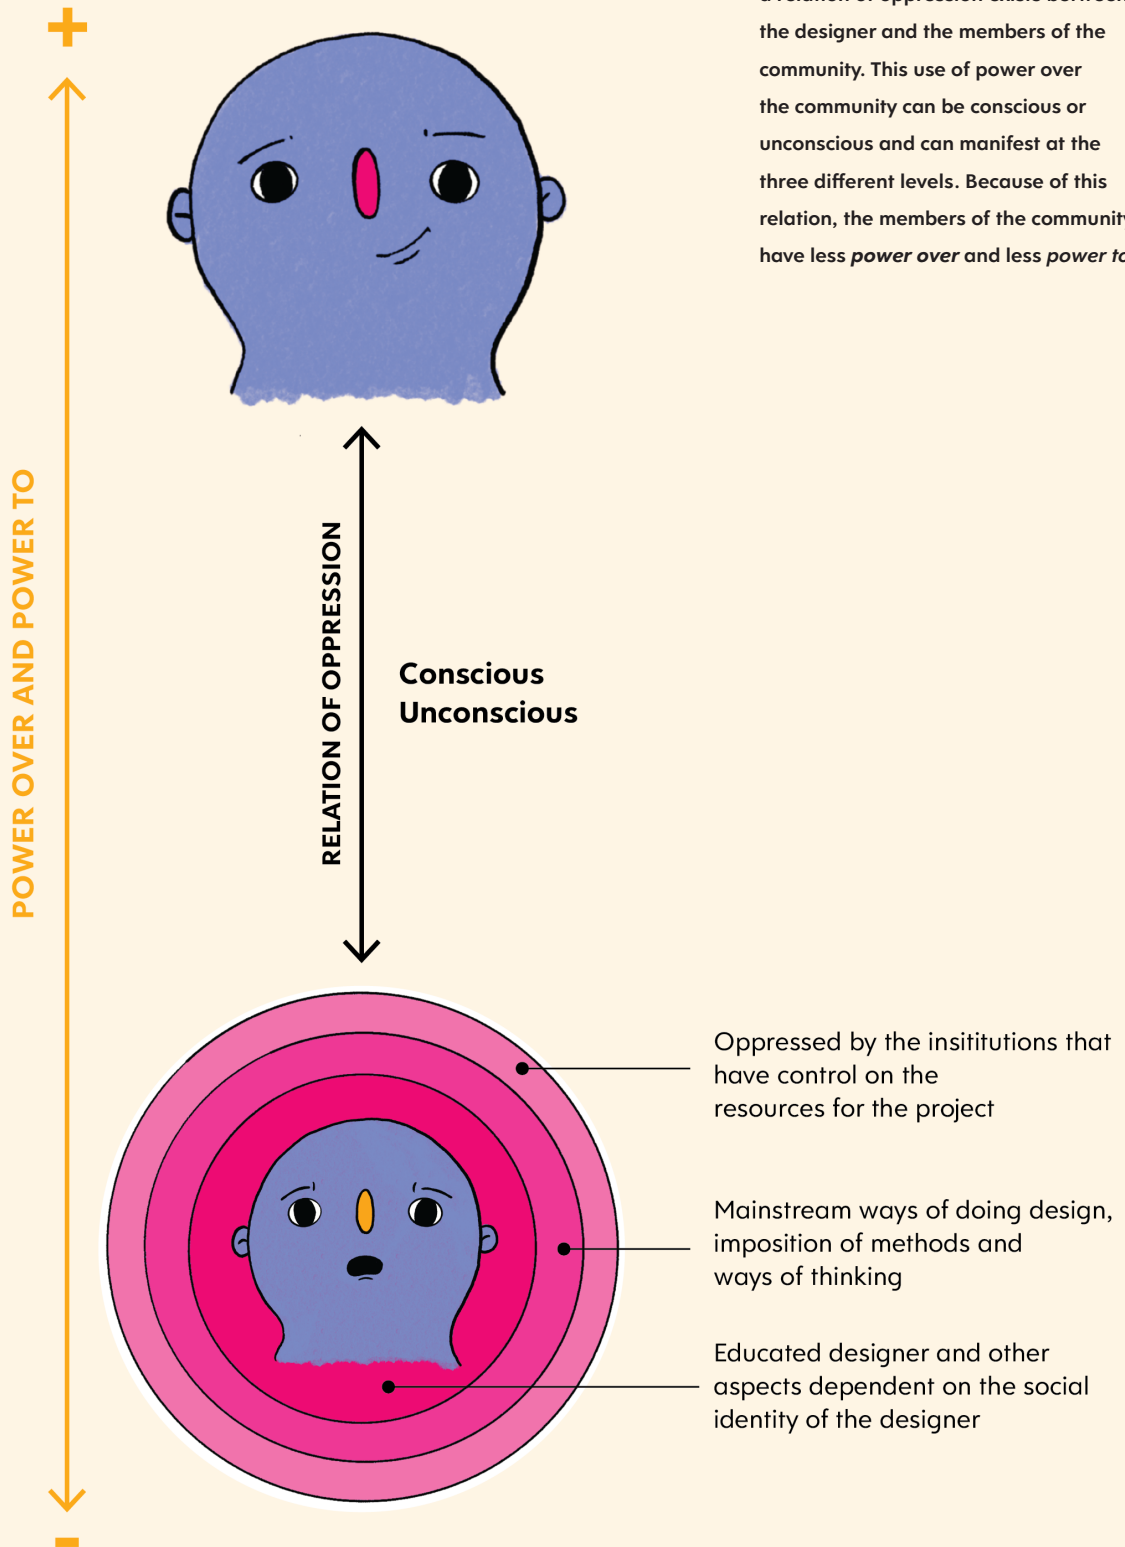 +
the designer and the members of the
community. This use of power over
the community can be conscious or
unconscious and can manifest at the
three different levels. Because of this
relation, the members of the community
have less power over and less power to
POWER OVER AND POWER TO
RELATION OF OPPRESSION
Conscious
Unconscious
Oppressed by the insititutions that
have control on the
resources for the project
Mainstream ways of doing design,
imposition of methods and
ways of thinking
Educated designer and other
aspects dependent on the social
identity of the designer
-